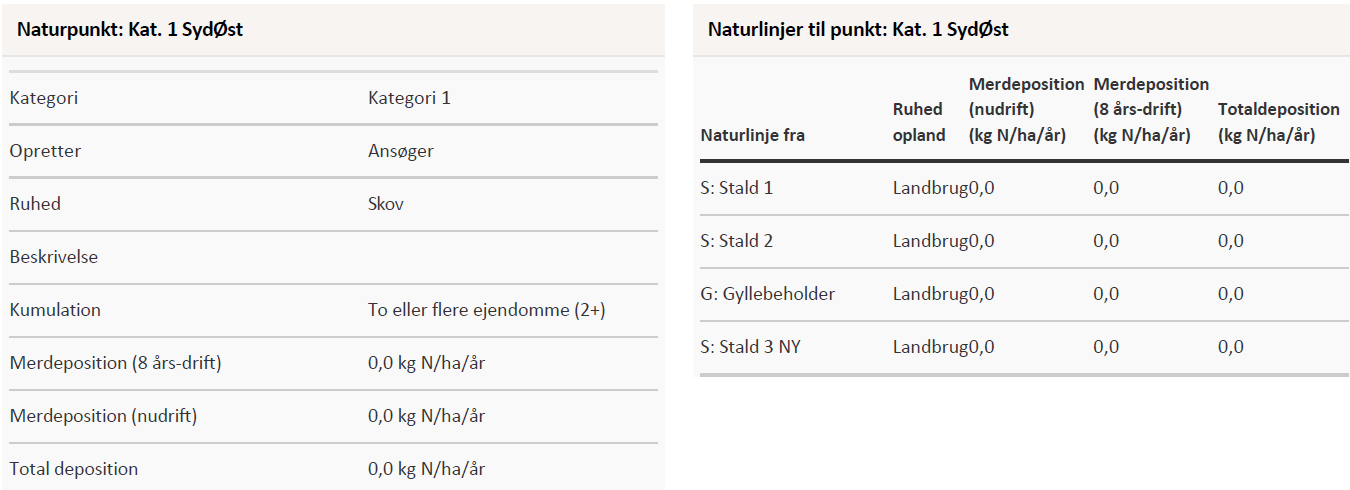 Naturpunkt: Kat. 1 SydØst
Kategori Kategori 1
Opretter Ansøger
Ruhed Skov
Beskrivelse
Kumulation To eller flere ejendomme (2+)
Merdeposition (8 års-drift) 0,0 kg N/ha/år
Merdeposition (nudrift) 0,0 kg N/ha/år
Total deposition 0,0 kg N/ha/år
Naturlinjer til punkt: Kat. 1 SydØst
Merdeposition Merdeposition
Ruhed (nudrift) (8 års-drift) Totaldeposition
Naturlinje fra opland (kg N/ha/år) (kg N/ha/år) (kg N/ha/år)
S: Stald 1 Landbrug 0,0 0,0 0,0
S: Stald 2 Landbrug 0,0 0,0 0,0
G: Gyllebeholder Landbrug 0,0 0,0 0,0
S: Stald 3 NY Landbrug 0,0 0,0 0,0